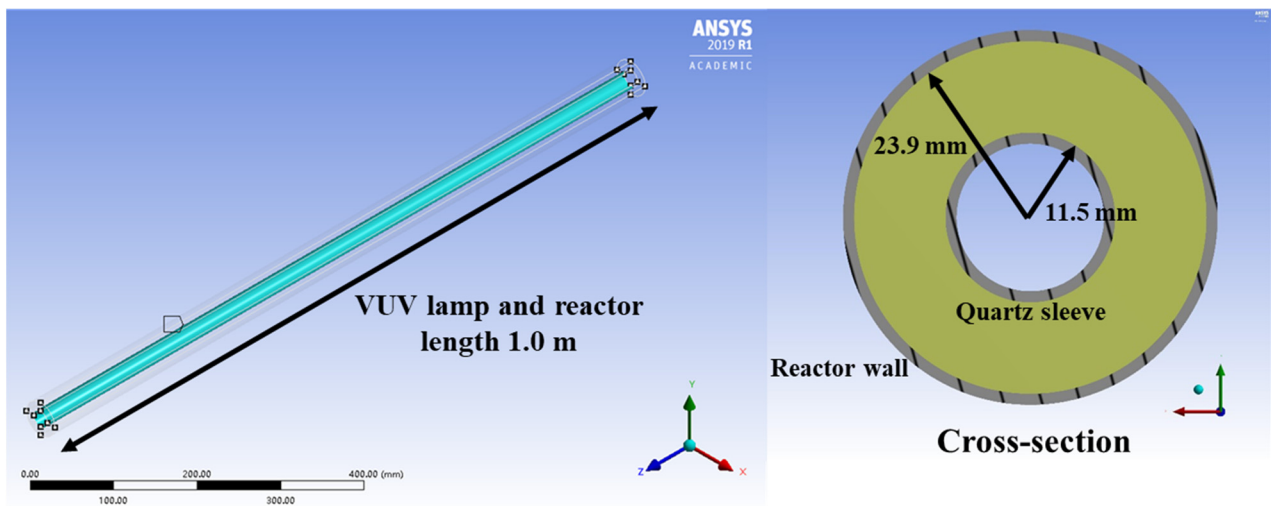 ANSYS
2019 R1
ACADEMIC
VUV lamp and reactor
length 1.0 m
0.00
200.00
400.00 (mm)
100.00
300.00
Y
Z
X
23.9 mm
11.5 mm
Quartz sleeve
Reactor wall
Cross-section